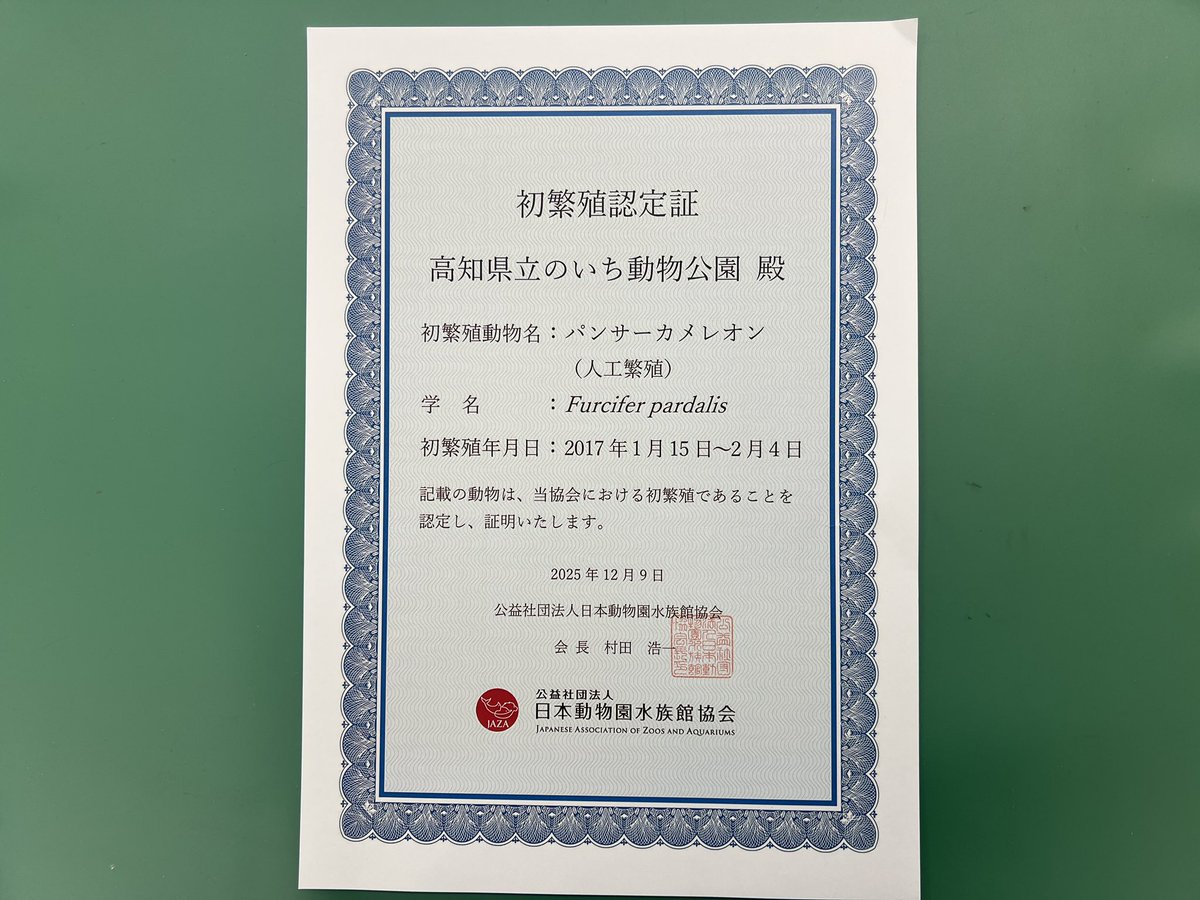 初繁殖認定証
高知県立のいち動物公園 殿
初繁殖動物名：パンサーカメレオン
（人工繁殖）
学 名 ：Furcifer pardalis
初繁殖年月日：2017年1月15日～2月4日
記載の動物は、当協会における初繁殖であることを
認定し、証明いたします。
2025年12月9日
公益社団法人日本動物園水族館協会
会 長 村田 浩一
JAZA
公益社団法人
日本動物園水族館協会
JAPANESE ASSOCIATION OF ZOOS AND AQUARIUMS